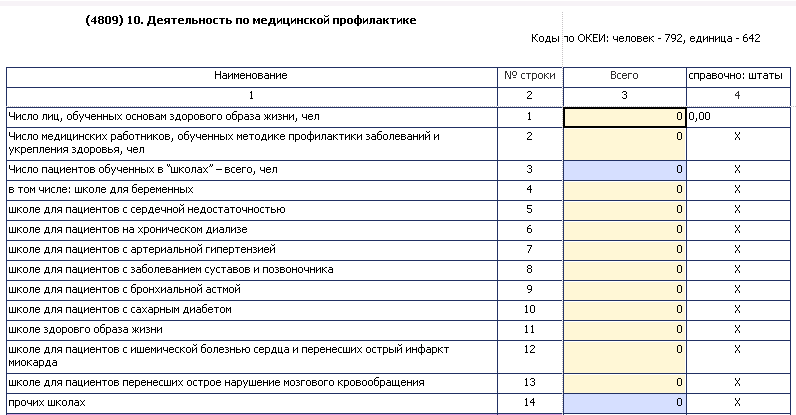 (4809) 10. Деятельность по медицинской профилактике
Коды по ОКЕИ: человек - 792, единица - 642
Наименование № строки Всего справочно: штаты
1 2 3 4
Число лиц, обученных основам здорового образа жизни, чел 1 0 0,00
Число медицинских работников, обученных методике профилактики заболеваний и 2 0 X
укрепления здоровья, чел
Число пациентов обученных в "школах" – всего, чел 3 0 X
в том числе: школе для беременных 4 0 X
школе для пациентов с сердечной недостаточностью 5 0 X
школе для пациентов на хроническом диализе 6 0 X
школе для пациентов с артериальной гипертензией 7 0 X
школе для пациентов с заболеванием суставов и позвоночника 8 0 X
школе для пациентов с бронхиальной астмой 9 0 X
школе для пациентов с сахарным диабетом 10 0 X
школе здоровго образа жизни 11 0 X
школе для пациентов с ишемической болезнью сердца и перенесших острый инфаркт 12 0 X
миокарда
школе для пациентов перенесших острое нарушение мозгового кровообращения 13 0 X
прочих школах 14 0 X